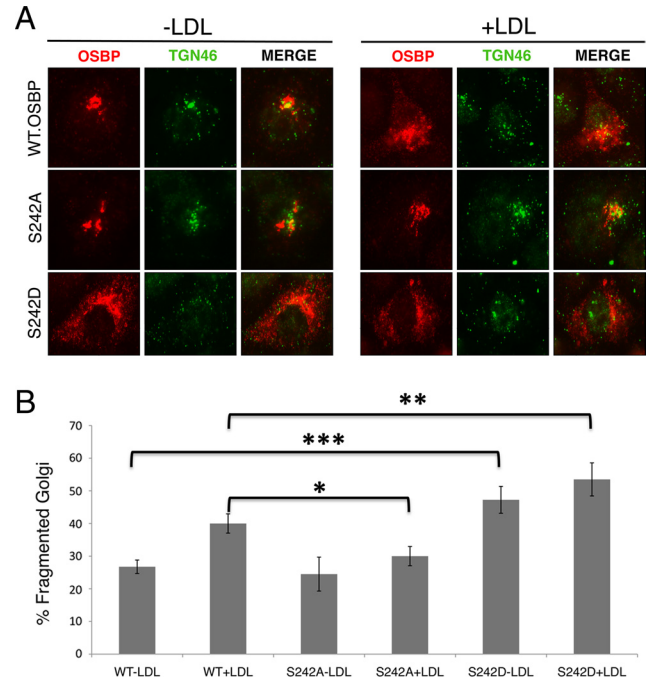 A
-LDL +LDL
OSBP TGN46 MERGE OSBP TGN46 MERGE
WT.OSBP
S242A
S242D
B
**
***
*
% Fragmented Golgi
70
60
50
40
30
20
10
0
WT-LDL WT+LDL S242A-LDL S242A+LDL S242D-LDL S242D+LDL